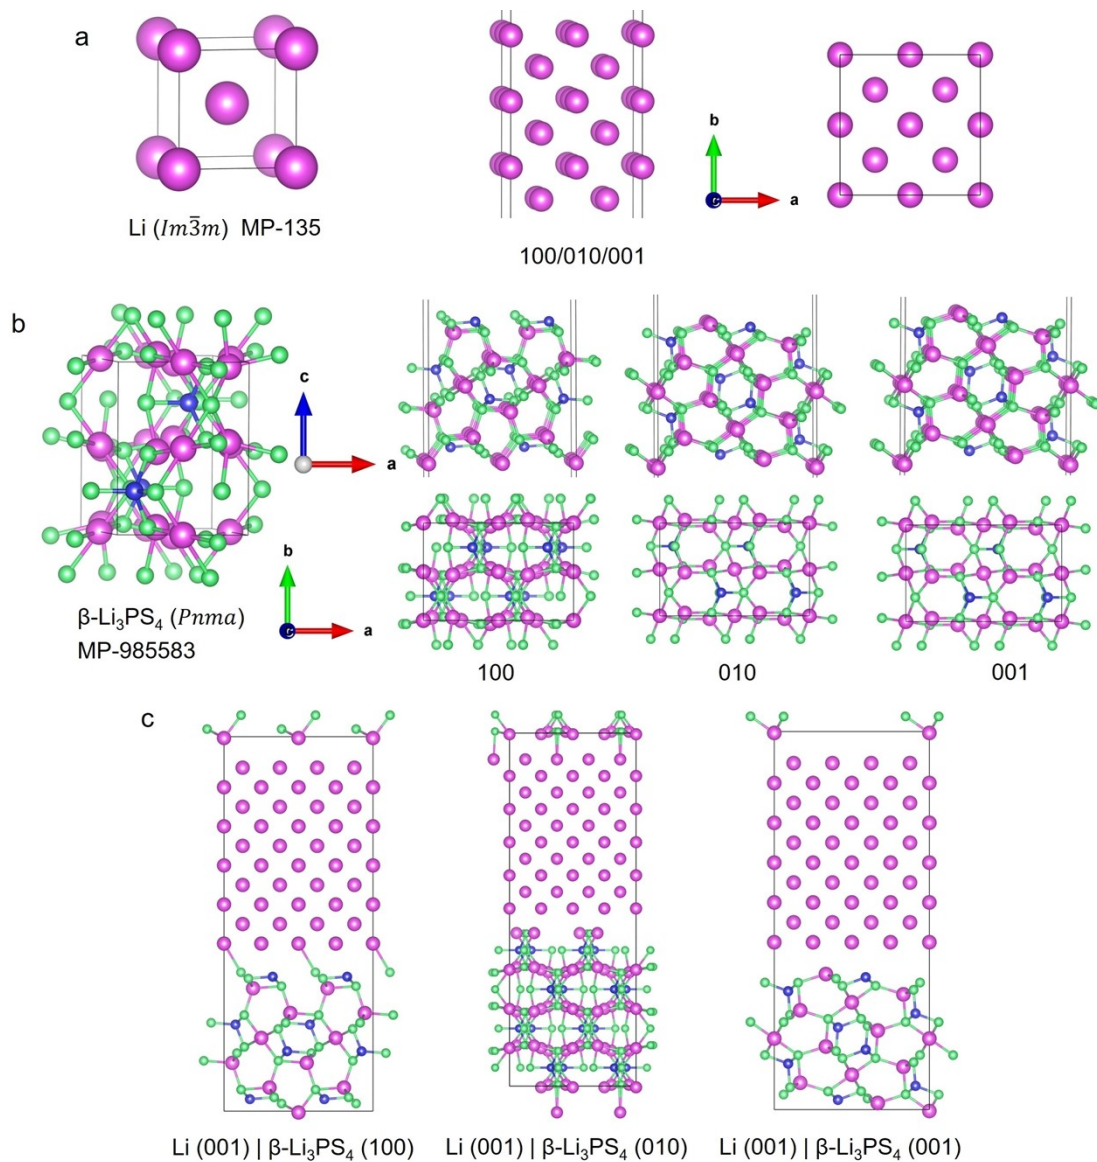 a
Li (Im3̅m) MP-135
b
a
c
100/010/001
b
c
a
b
a
c
β-Li₃PS₄ (Pnma)
MP-985583
100
010
001
c
Li (001) | β-Li₃PS₄ (100)
Li (001) | β-Li₃PS₄ (010)
Li (001) | β-Li₃PS₄ (001)